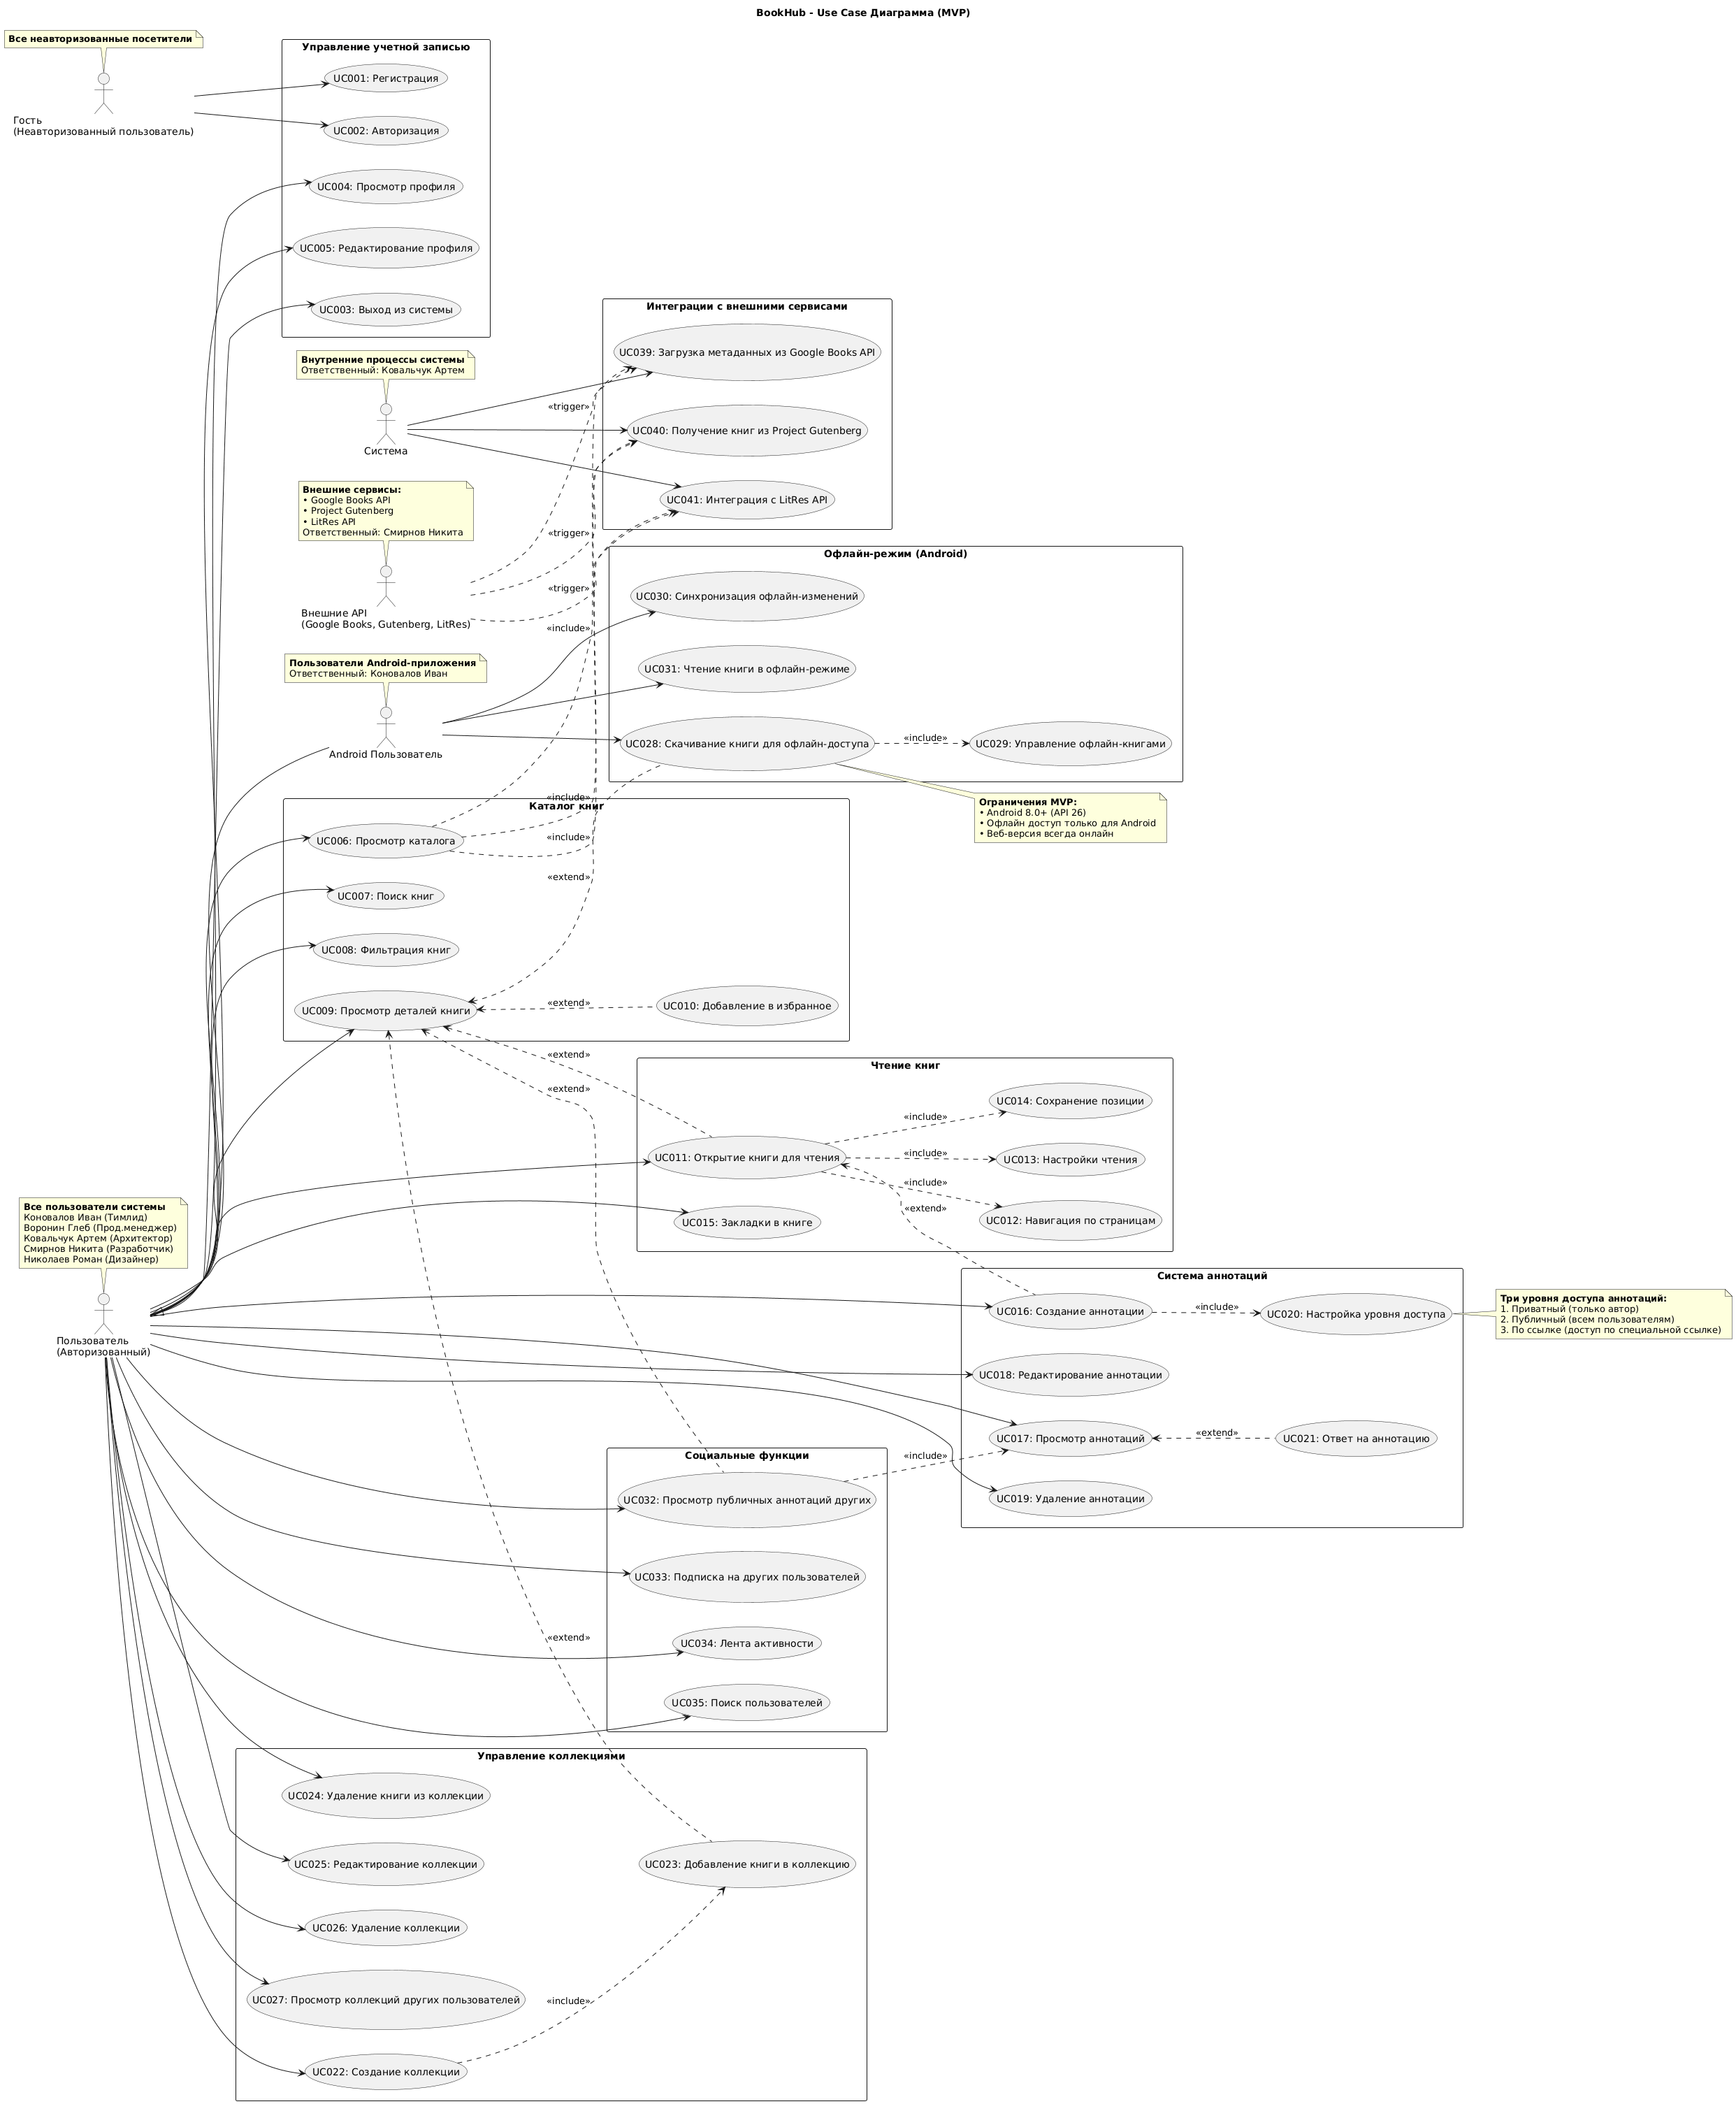 BookHub - Use Case Диаграмма (MVP)
Все неавторизованные посетители
Гость
(Неавторизованный пользователь)
Управление учетной записью
UC001: Регистрация
UC002: Авторизация
UC004: Просмотр профиля
UC005: Редактирование профиля
UC003: Выход из системы
Внутренние процессы системы
Ответственный: Ковальчук Артем
Система
Интеграции с внешними сервисами
UC039: Загрузка метаданных из Google Books API
UC040: Получение книг из Project Gutenberg
UC041: Интеграция с LitRes API
«trigger»
«trigger»
«trigger»
«include»
Внешние сервисы:
• Google Books API
• Project Gutenberg
• LitRes API
Ответственный: Смирнов Никита
Внешние API
(Google Books, Gutenberg, LitRes)
Офлайн-режим (Android)
UC030: Синхронизация офлайн-изменений
UC031: Чтение книги в офлайн-режиме
UC028: Скачивание книги для офлайн-доступа
«include»
UC029: Управление офлайн-книгами
Пользователи Android-приложения
Ответственный: Коновалов Иван
Android Пользователь
Ограничения MVP:
• Android 8.0+ (API 26)
• Офлайн доступ только для Android
• Веб-версия всегда онлайн
Каталог книг
«include»
«include»
UC006: Просмотр каталога
UC007: Поиск книг
«extend»
UC008: Фильтрация книг
UC009: Просмотр деталей книги
«extend»
UC010: Добавление в избранное
«extend»
«extend»
Чтение книг
UC014: Сохранение позиции
«include»
UC011: Открытие книги для чтения
«include»
UC013: Настройки чтения
«include»
UC012: Навигация по страницам
«extend»
UC015: Закладки в книге
Все пользователи системы
Коновалов Иван (Тимлид)
Воронин Глеб (Прод.менеджер)
Ковальчук Артем (Архитектор)
Смирнов Никита (Разработчик)
Николаев Роман (Дизайнер)
Пользователь
(Авторизованный)
Система аннотаций
UC016: Создание аннотации
«include»
UC020: Настройка уровня доступа
UC018: Редактирование аннотации
UC017: Просмотр аннотаций
«extend»
UC021: Ответ на аннотацию
UC019: Удаление аннотации
Три уровня доступа аннотаций:
1. Приватный (только автор)
2. Публичный (всем пользователям)
3. По ссылке (доступ по специальной ссылке)
Социальные функции
«include»
UC032: Просмотр публичных аннотаций других
UC033: Подписка на других пользователей
UC034: Лента активности
«extend»
UC035: Поиск пользователей
Управление коллекциями
UC024: Удаление книги из коллекции
UC025: Редактирование коллекции
UC023: Добавление книги в коллекцию
UC026: Удаление коллекции
UC027: Просмотр коллекций других пользователей
«include»
UC022: Создание коллекции